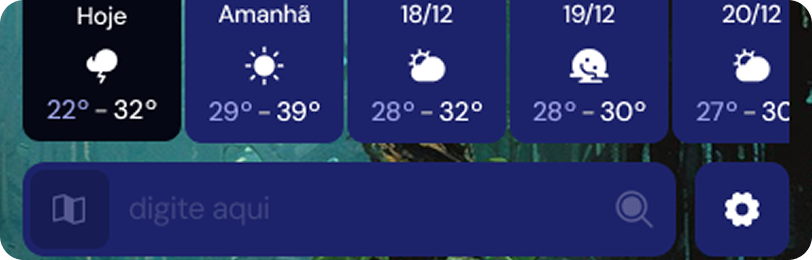 Hoje
22° – 32°
Amanhã
29° – 39°
18/12
28° – 32°
19/12
28° – 30°
20/12
27° – 30
digite aqui